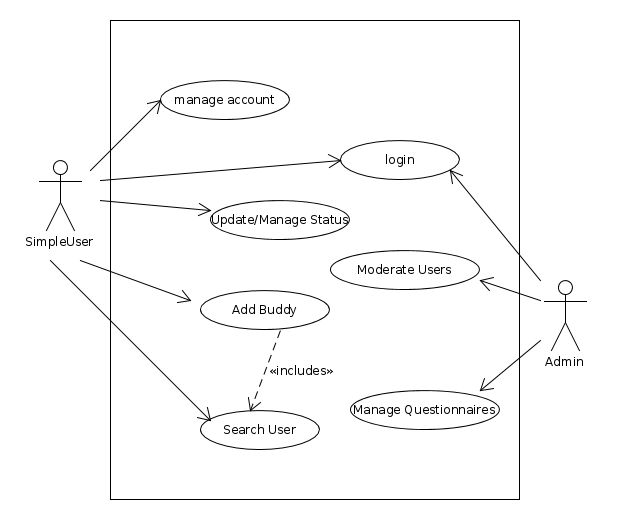 manage account
login
Update/Manage Status
SimpleUser
Moderate Users
Add Buddy
Admin
«includes»
Manage Questionnaires
Search User